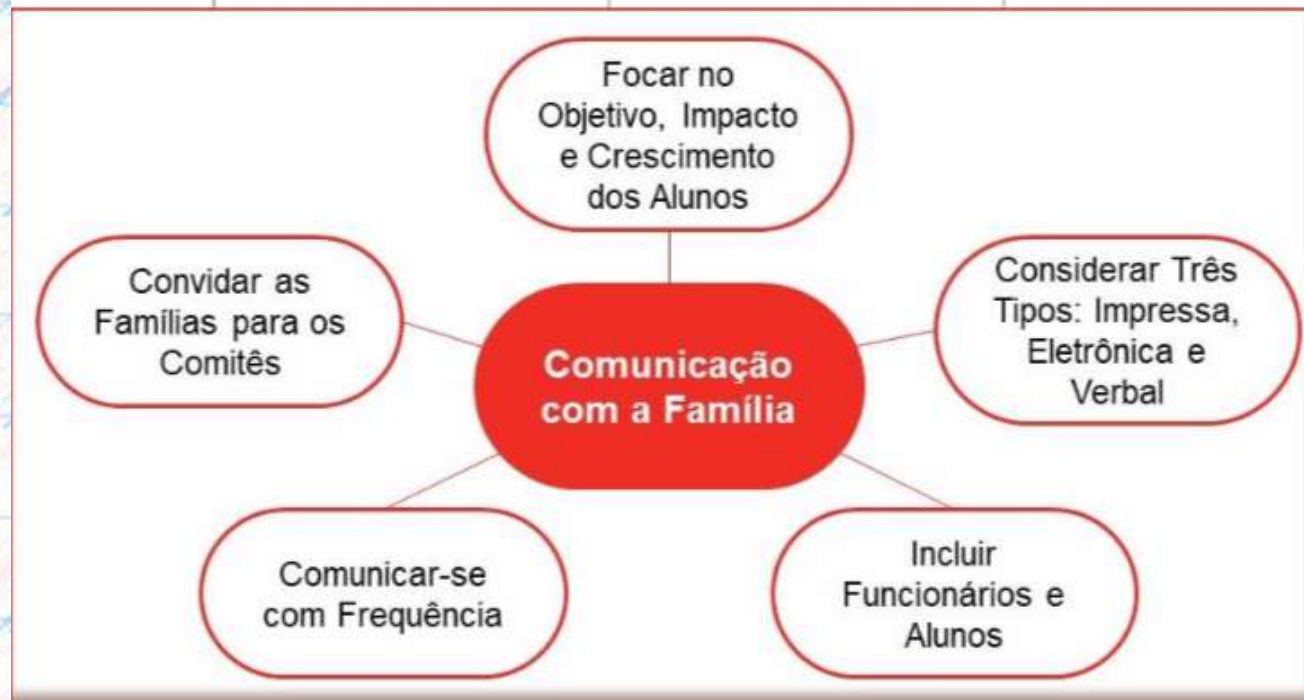 Focar no
Objetivo, Impacto
e Crescimento
dos Alunos
Convidar as
Famílias para os
Comitês
Considerar Três
Tipos: Impressa,
Eletrônica e
Verbal
Comunicação
com a Família
Comunicar-se
com Frequência
Incluir
Funcionários e
Alunos